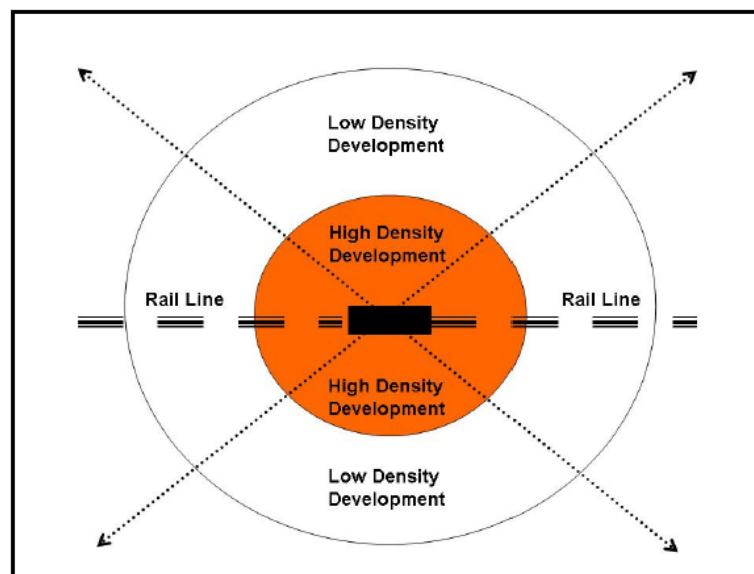 Low Density
Development
High Density
Development
Rail Line
Rail Line
High Density
Development
Low Density
Development